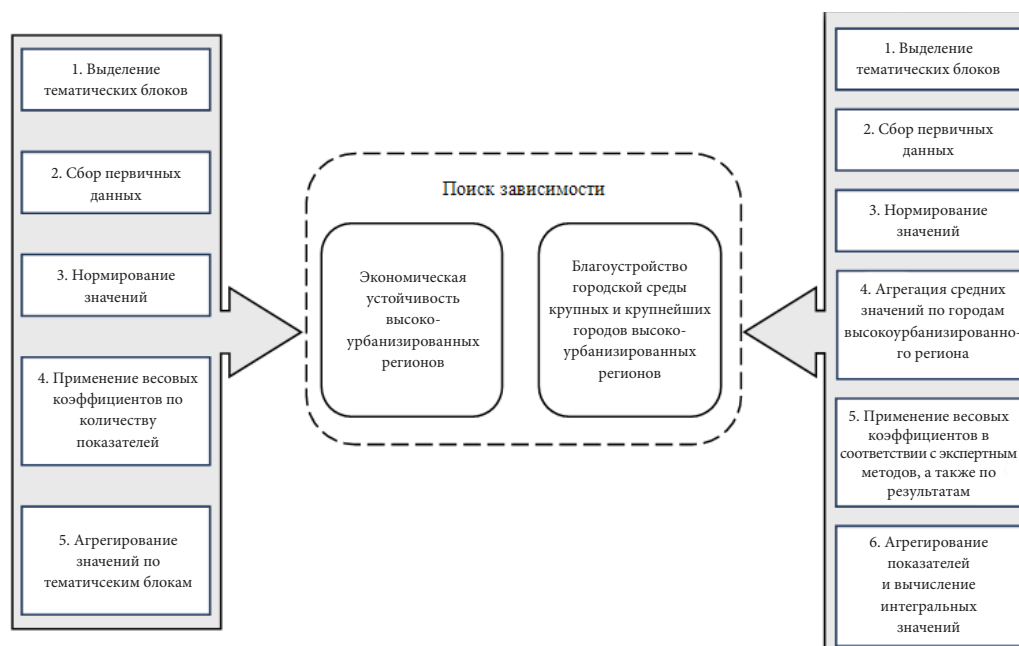 1. Выделение
тематических блоков
2. Сбор первичных
данных
3. Нормирование
значений
4. Применение весовых
коэффициентов по
количеству
показателей
5. Агрегирование
значений по
тематичсеким блокам
Поиск зависимости
Экономическая
устойчивость
высоко-
урбанизированных
регионов
Благоустройство
городской среды
крупных и крупнейших
городов высоко-
урбанизированных
регионов
1. Выделение
тематических блоков
2. Сбор первичных
данных
3. Нормирование
значений
4. Агрегация средних
значений по городам
высокоурбанизированно-
го региона
5. Применение весовых
коэффициентов в
соответствии с экспертным
методов, а также по
результатам
6. Агрегирование
показателей
и вычисление
интегральных
значений